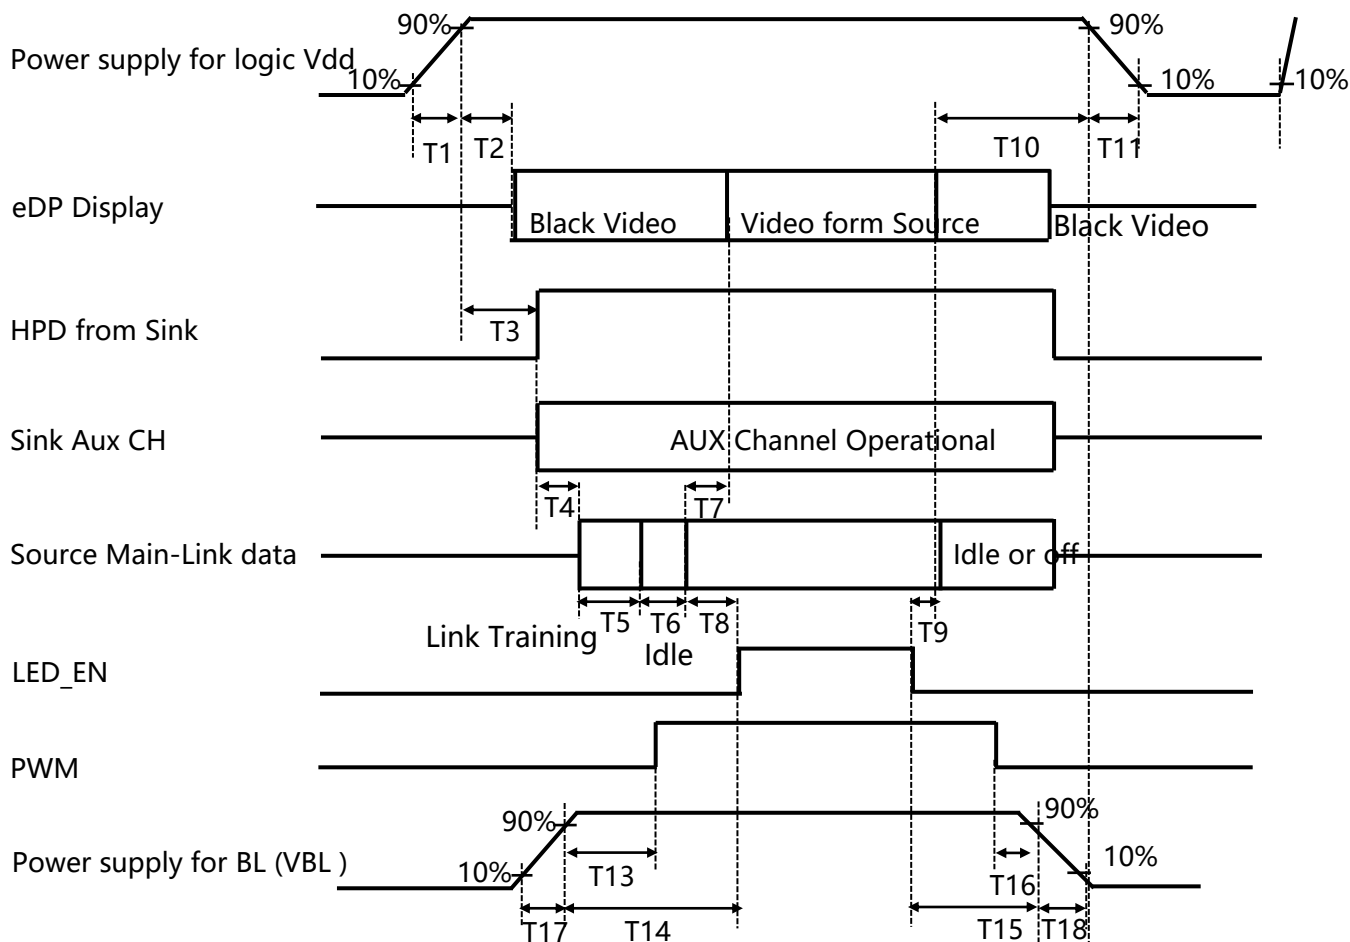 90%
90%
Power supply for logic Vdd
10%
10%
10%
T1
T2
T10
T11
eDP Display
Black Video
Video form Source
Black Video
T3
HPD from Sink
Sink Aux CH
AUX Channel Operational
T4
T7
Source Main-Link data
Idle or off
T5
T6
T8
T9
Link Training
Idle
LED_EN
PWM
90%
90%
Power supply for BL (VBL )
10%
10%
T13
T16
T17
T14
T15
T18